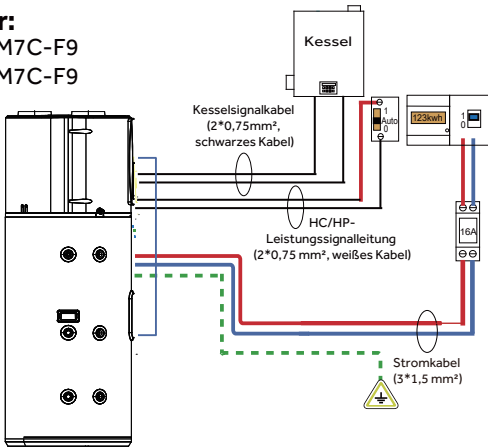 r:
M7C-F9
M7C-F9
Kessel
Kesselsignalkabel
(2*0,75mm²,
schwarzes Kabel)
1
Auto
0
123kwh
1
0
16A
HC/HP-
Leistungssignalleitung
(2*0,75 mm², weißes Kabel)
Stromkabel
(3*1,5 mm²)